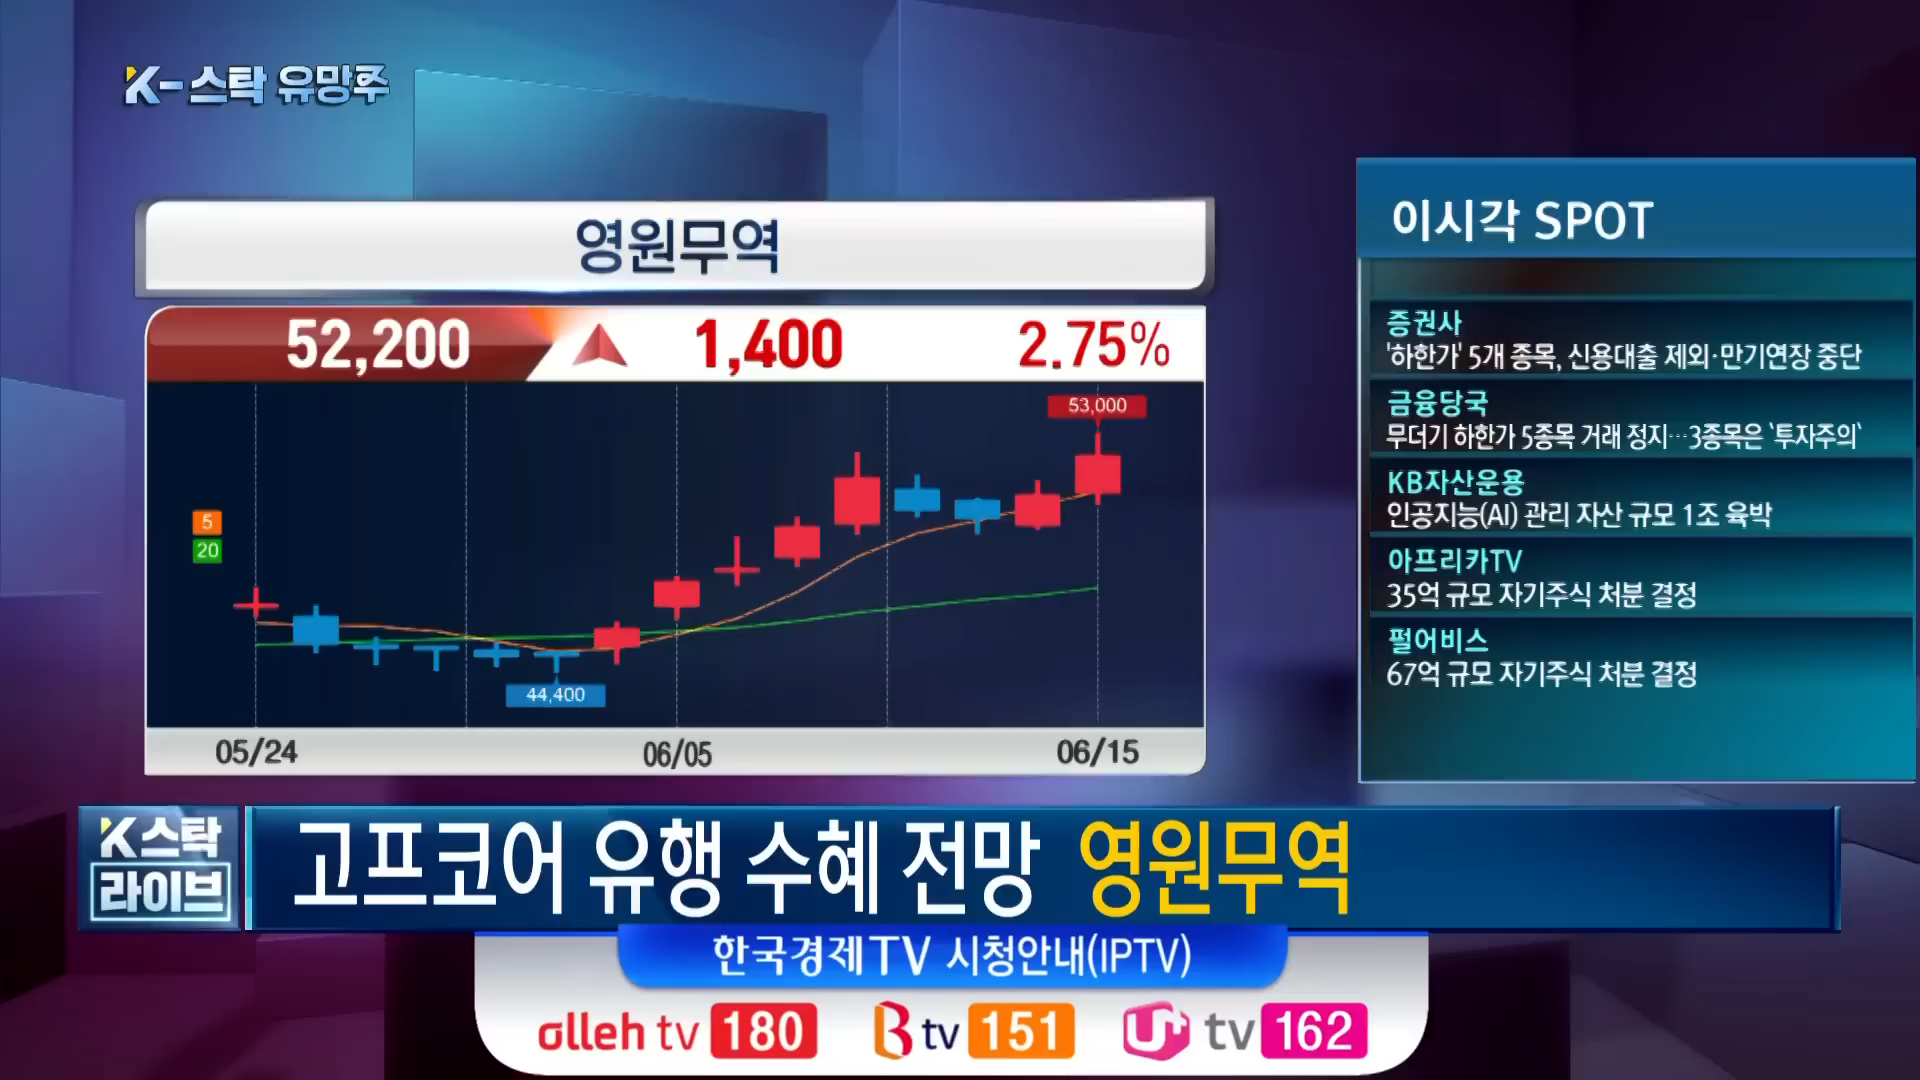 K-스탁 유망주
영원무역
52,200 1,400 2.75%
53,000
5
20
44,400
05/24 06/05 06/15
이시각 SPOT
증권사
'하한가' 5개 종목, 신용대출 제외·만기연장 중단
금융당국
무더기 하한가 5종목 거래 정지…3종목은 `투자주의`
KB자산운용
인공지능(AI) 관리 자산 규모 1조 육박
아프리카TV
35억 규모 자기주식 처분 결정
펄어비스
67억 규모 자기주식 처분 결정
K스탁
라이브
고프코어 유행 수혜 전망 영원무역
한국경제TV 시청안내(IPTV)
olleh tv 180 B tv 151 U+ tv 162